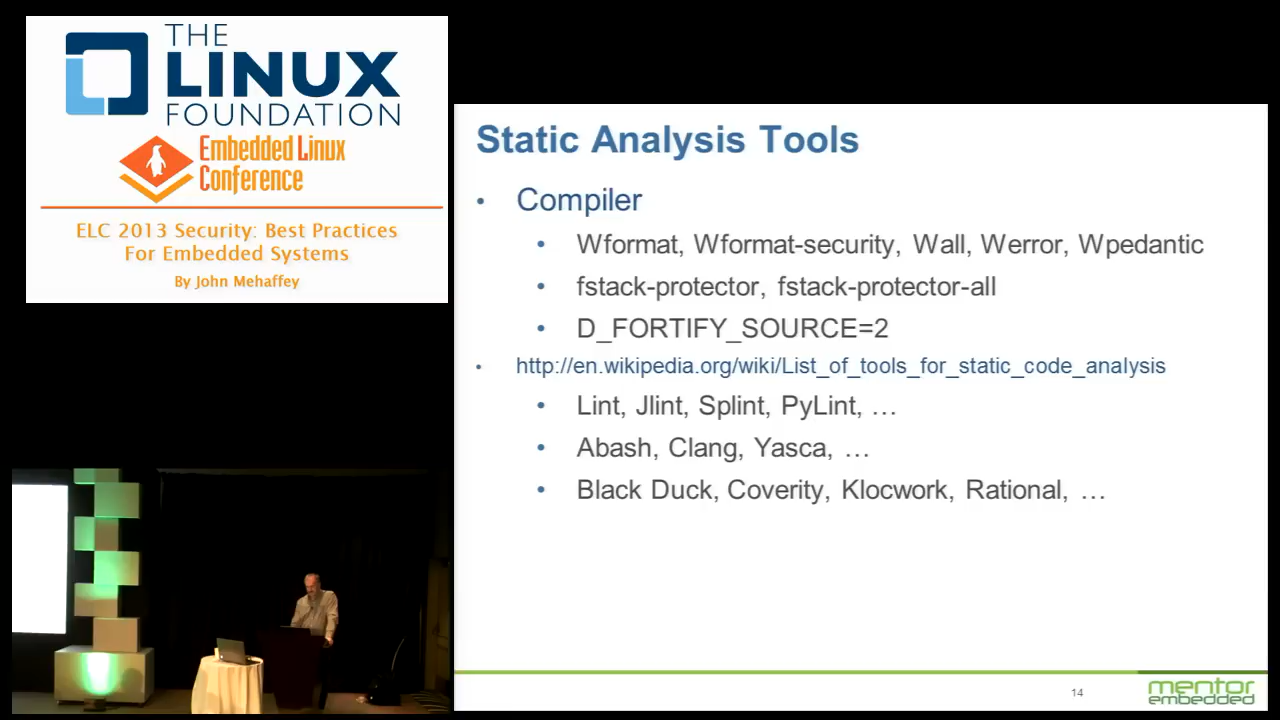 THE
LINUX
FOUNDATION
Embedded Linux
Conference
ELC 2013 Security: Best Practices
For Embedded Systems
By John Mehaffey
Static Analysis Tools
• Compiler
• Wformat, Wformat-security, Wall, Werror, Wpedantic
• fstack-protector, fstack-protector-all
• D_FORTIFY_SOURCE=2
• http://en.wikipedia.org/wiki/List_of_tools_for_static_code_analysis
• Lint, Jlint, Splint, PyLint, …
• Abash, Clang, Yasca, …
• Black Duck, Coverity, Klocwork, Rational, …
14
mentor
embedded